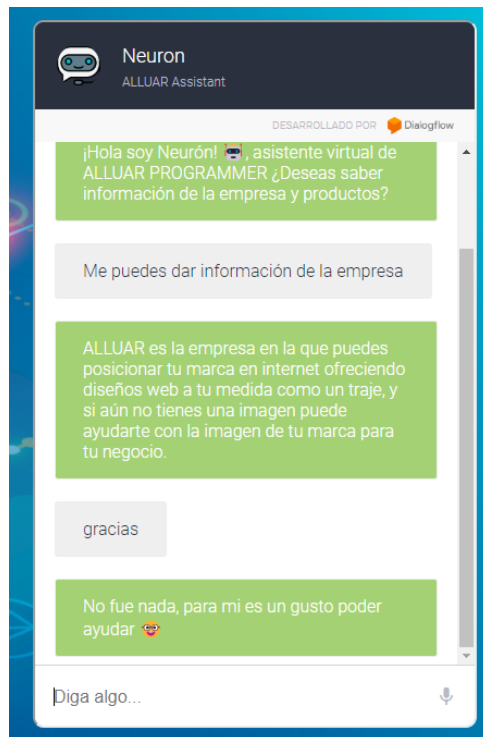 Neuron
ALLUAR Assistant
DESARROLLADO POR Dialogflow
¡Hola soy Neurón! 🤖, asistente virtual de
ALLUAR PROGRAMMER ¿Deseas saber
información de la empresa y productos?
Me puedes dar información de la empresa
ALLUAR es la empresa en la que puedes
posicionar tu marca en internet ofreciendo
diseños web a tu medida como un traje, y
si aún no tienes una imagen puede
ayudarte con la imagen de tu marca para
tu negocio.
gracias
No fue nada, para mi es un gusto poder
ayudar 🤓
Diga algo...